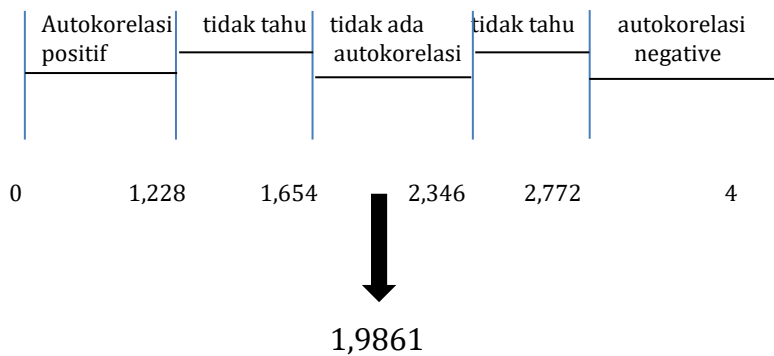 Autokorelasi tidak tahu tidak ada tidak tahu autokorelasi
positif autokorelasi negative
0 1,228 1,654 2,346 2,772 4
1,9861